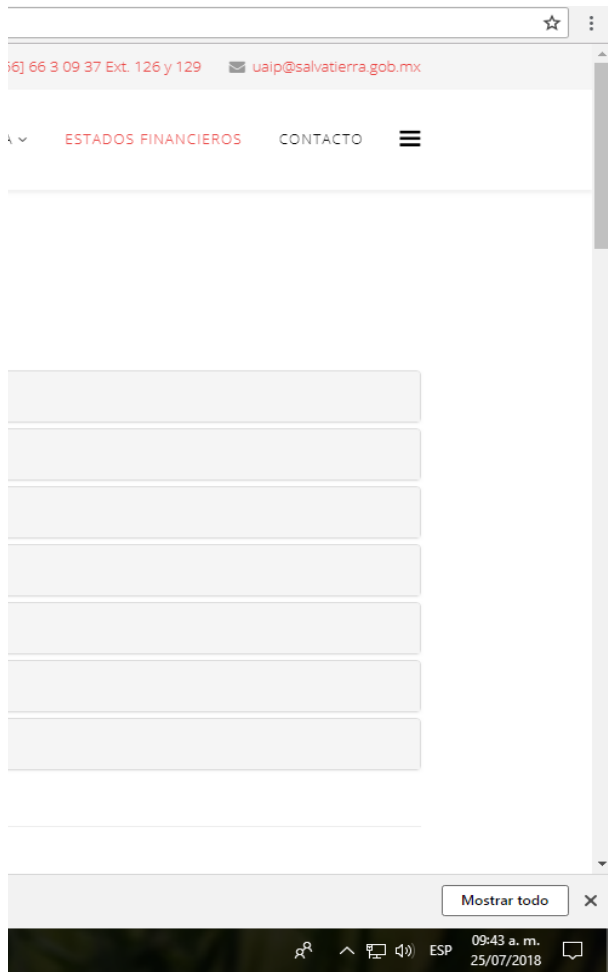 66] 66 3 09 37 Ext. 126 y 129 uaip@salvatierra.gob.mx
A ESTADOS FINANCIEROS CONTACTO
Mostrar todo
ESP 09:43 a. m.
25/07/2018